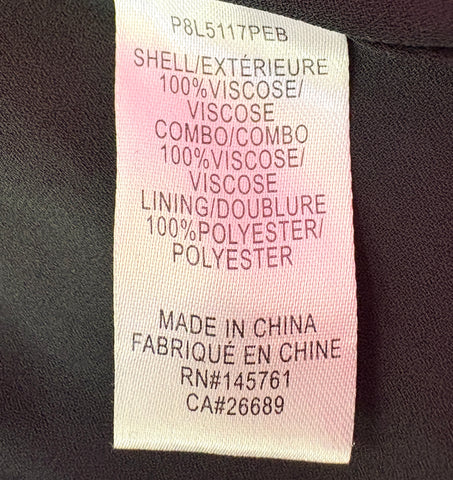 P8L5117PEB
SHELL/EXTÉRIEURE
100%VISCOSE/
VISCOSE
COMBO/COMBO
100%VISCOSE/
VISCOSE
LINING/DOUBLURE
100%POLYESTER/
POLYESTER
MADE IN CHINA
FABRIQUÉ EN CHINE
RN#145761
CA#26689